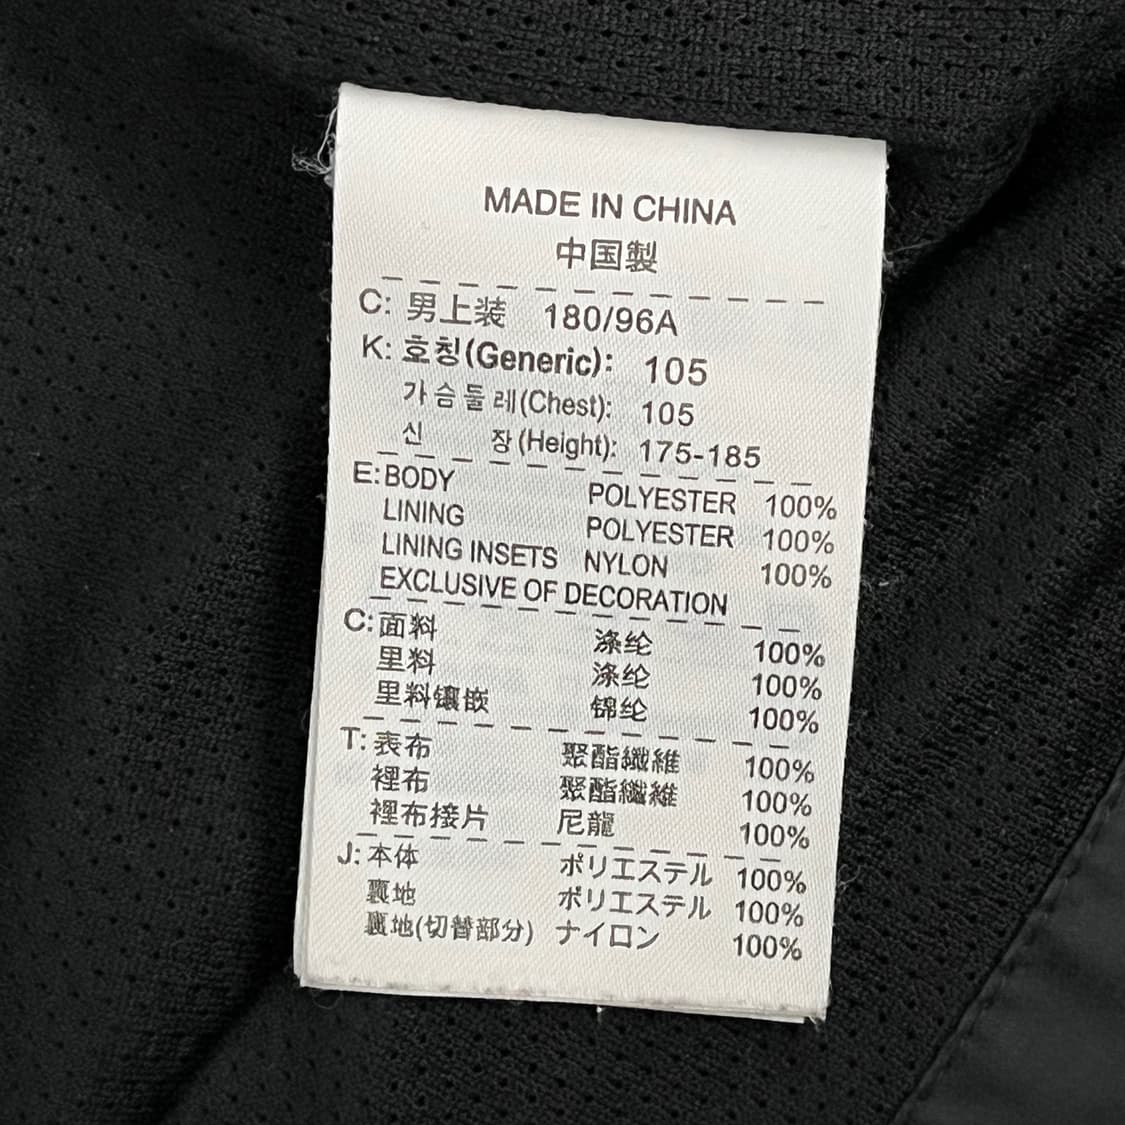 MADE IN CHINA
中国製
C: 男上装 180/96A
K: 호칭(Generic): 105
가슴둘레(Chest): 105
신 장(Height): 175-185
E: BODY POLYESTER 100%
LINING POLYESTER 100%
LINING INSETS NYLON 100%
EXCLUSIVE OF DECORATION
C: 面料 涤纶 100%
里料 涤纶 100%
里料镶嵌 锦纶 100%
T: 表布 聚酯纖維 100%
裡布 聚酯纖維 100%
裡布接片 尼龍 100%
J: 本体 ポリエステル 100%
裏地 ポリエステル 100%
裏地(切替部分) ナイロン 100%